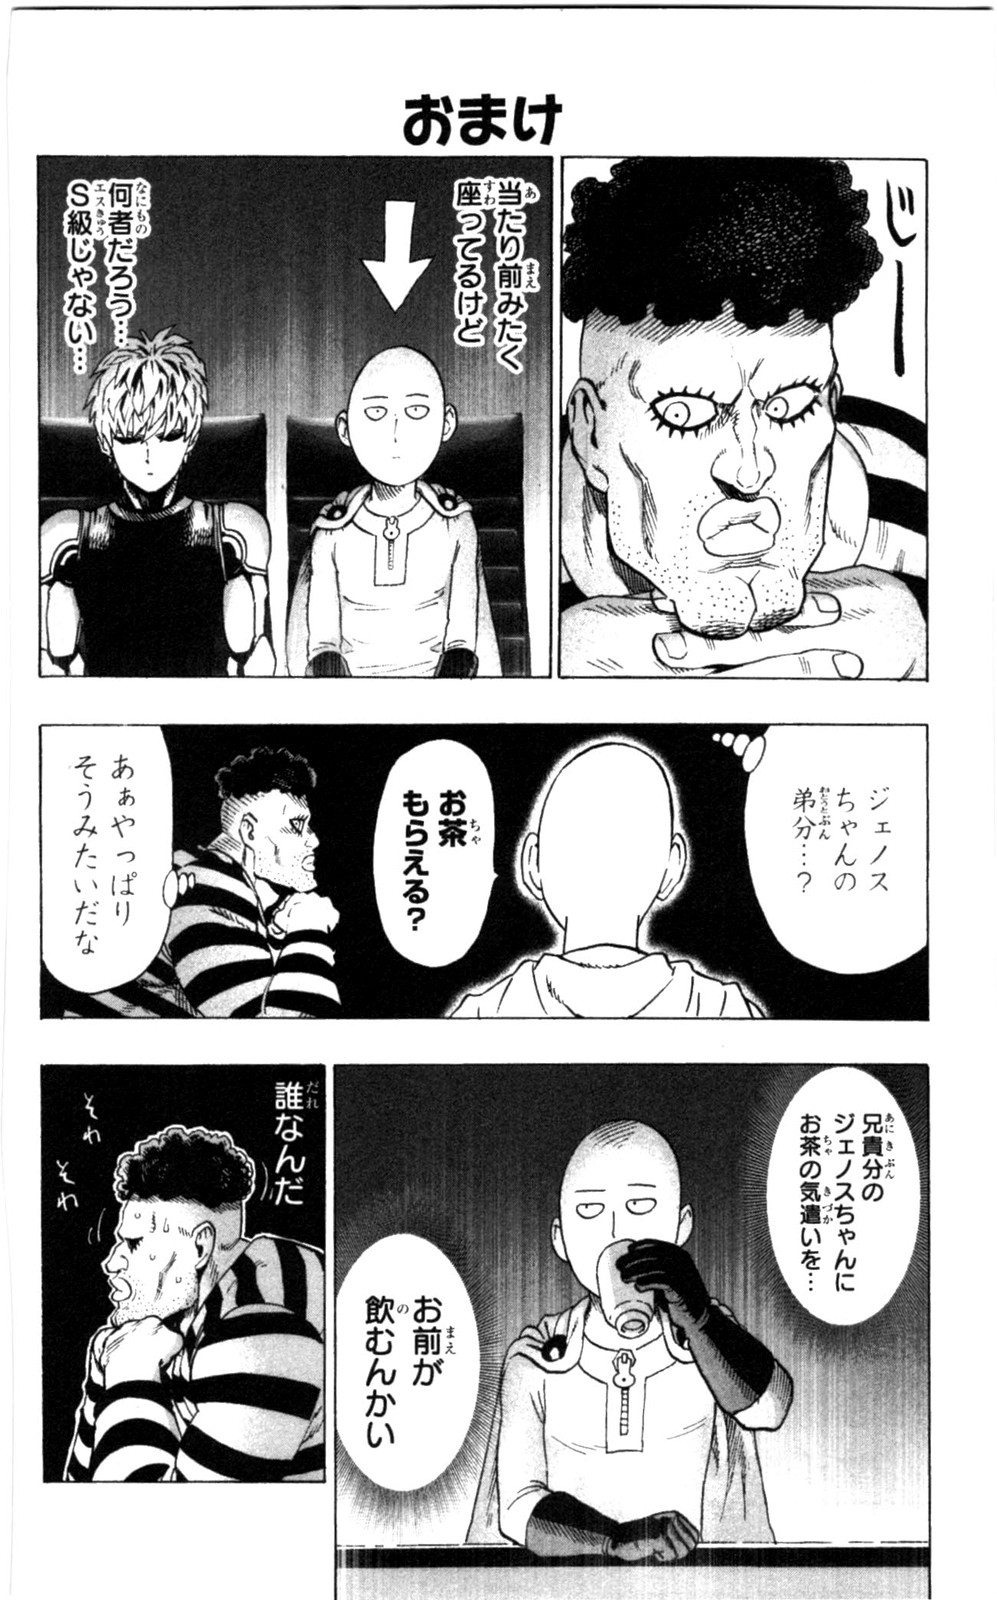 おまけ
じー
当たり前みたく
座ってるけど
何者だろう…
S級じゃない…
ジェノス
ちゃんの
弟分…?
お茶
もらえる?
あぁやっぱり
そうみたいだな
兄貴分の
ジェノスちゃんに
お茶の気遣いを…
お前が
飲むんかい
誰なんだ
そわ
そわ